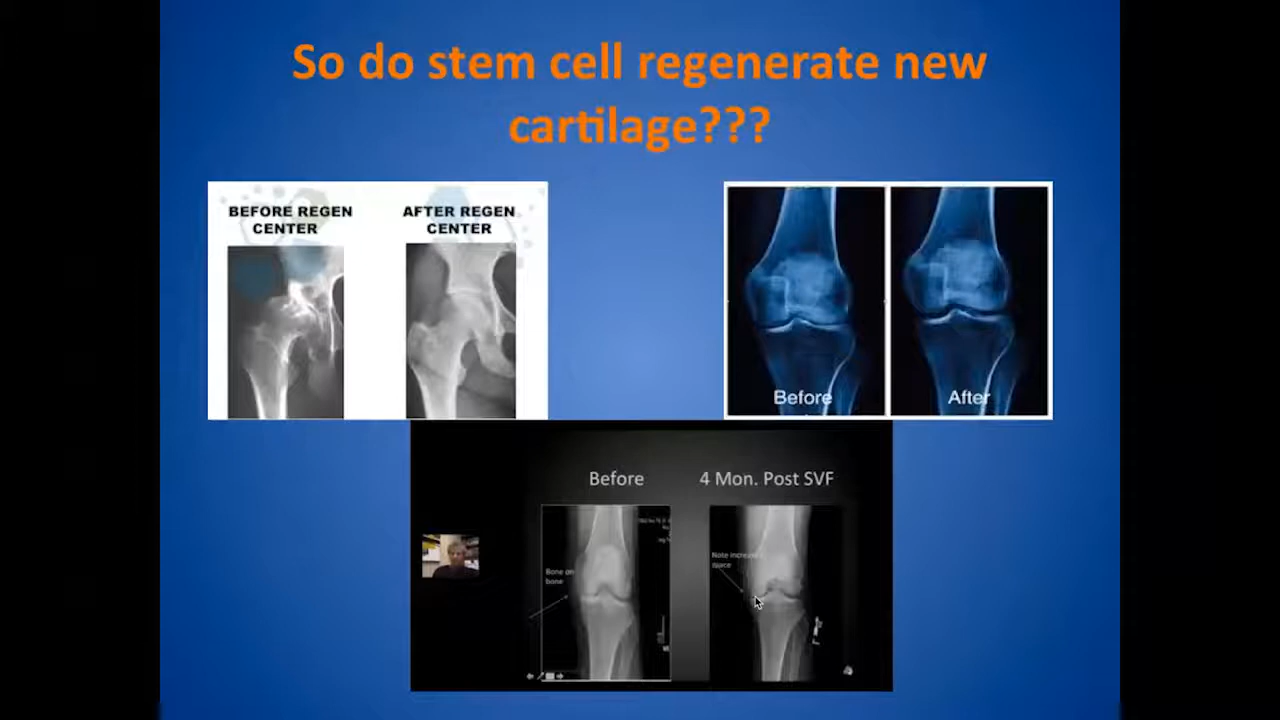 So do stem cell regenerate new
cartilage???
BEFORE REGEN
CENTER
AFTER REGEN
CENTER
Before
After
Before
4 Mon. Post SVF
Bone on
bone
Note increase
space